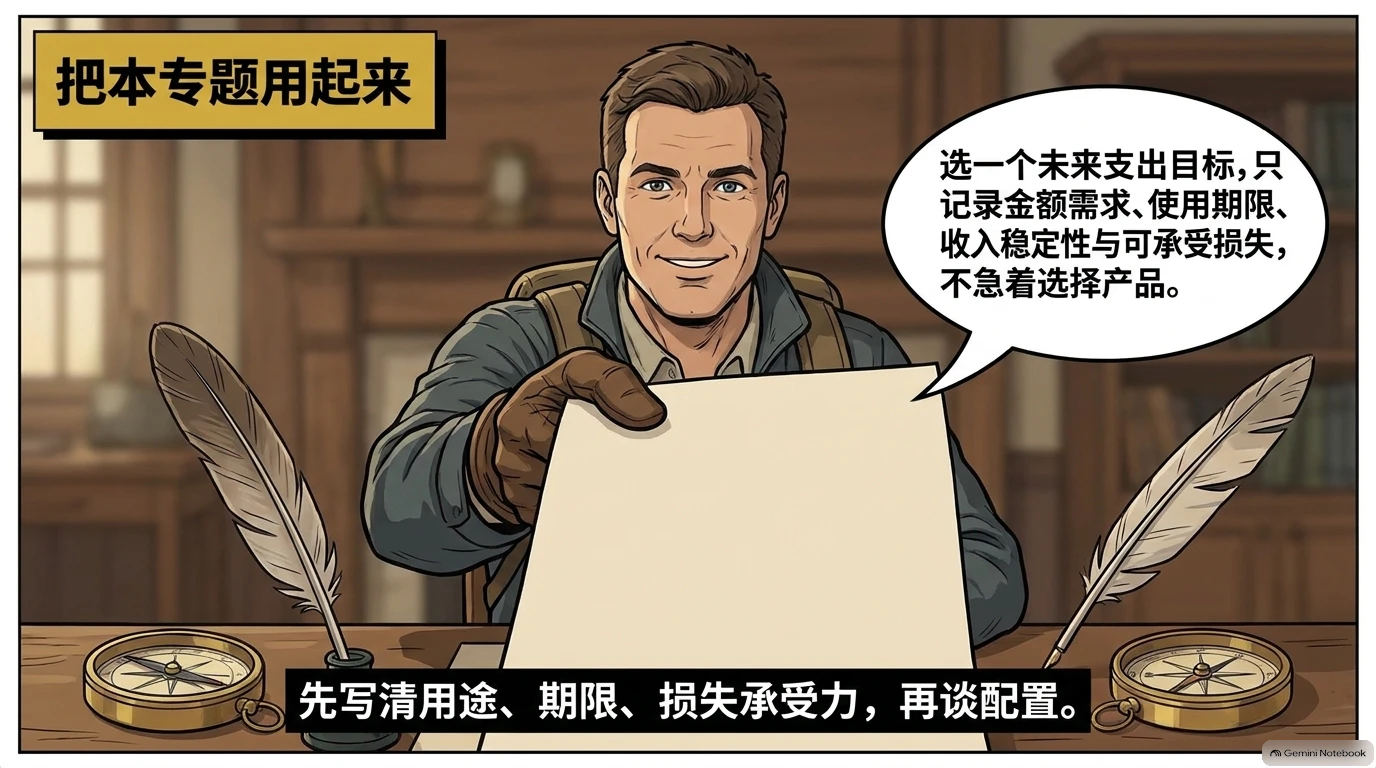 把本专题用起来
选一个未来支出目标，只
记录金额需求、使用期限、
收入稳定性与可承受损失，
不急着选择产品。
先写清用途、期限、损失承受力，再谈配置。
Gemini Notebook